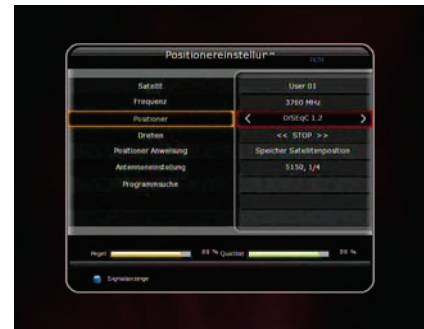 Positionereinstellun
Satellit User 01
Frequenz 3760 MHz
Positioner DiSEqC 1.2
Drehen << STOP >>
Positioner Anweisung Speicher Satellitenposition
Antenneneinstellung 5150, 1/4
Programmsuche
Pegel % Qualität %
Signalanzeige